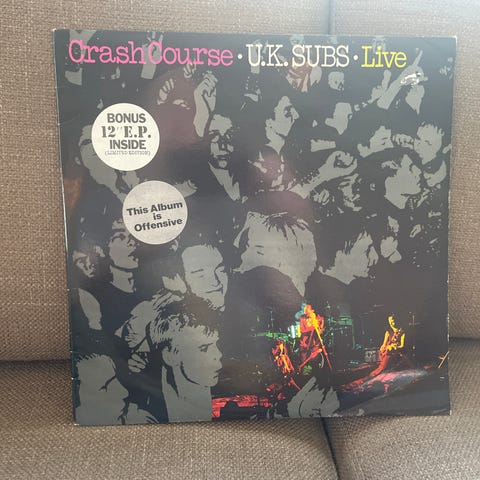 Crash Course · U.K. SUBS · Live
BONUS
12" E.P.
INSIDE
(LIMITED EDITION)
This Album
is
Offensive